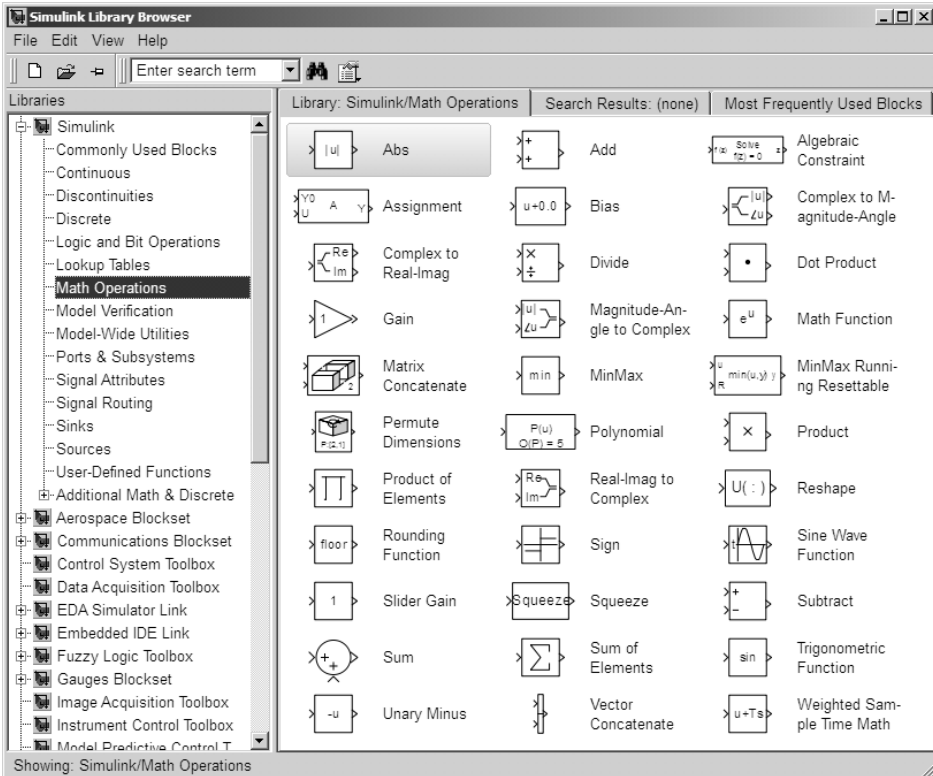 Simulink Library Browser
File Edit View Help
Enter search term
Libraries
Simulink
Commonly Used Blocks
Continuous
Discontinuities
Discrete
Logic and Bit Operations
Lookup Tables
Math Operations
Model Verification
Model-Wide Utilities
Ports & Subsystems
Signal Attributes
Signal Routing
Sinks
Sources
User-Defined Functions
Additional Math & Discrete
Aerospace Blockset
Communications Blockset
Control System Toolbox
Data Acquisition Toolbox
EDA Simulator Link
Embedded IDE Link
Fuzzy Logic Toolbox
Gauges Blockset
Image Acquisition Toolbox
Instrument Control Toolbox
Model Predictive Control T
Library: Simulink/Math Operations Search Results: (none) Most Frequently Used Blocks
|u| Abs
+
+ Add
f(z) Solve z
f(z) = 0
Algebraic
Constraint
Y0
U A Y Assignment
u+0.0 Bias
|u|
∠u
Complex to M-
agnitude-Angle
Re
Im
Complex to
Real-Imag
×
÷ Divide
Dot Product
1 Gain
|u|
∠u
Magnitude-An-
gle to Complex
e^u Math Function
2
Matrix
Concatenate
min MinMax
u
R min(u,y) y
MinMax Runni-
ng Resettable
P:[2,1]
Permute
Dimensions
P(u)
O(P) = 5
Polynomial
× Product
∏
Product of
Elements
Re
Im
Real-Imag to
Complex
U( : ) Reshape
floor
Rounding
Function
Sign
t
Sine Wave
Function
1 Slider Gain
Squeeze Squeeze
+
− Subtract
+
+ Sum
∑
Sum of
Elements
sin
Trigonometric
Function
-u Unary Minus
Vector
Concatenate
u+Ts
Weighted Sam-
ple Time Math
Showing: Simulink/Math Operations